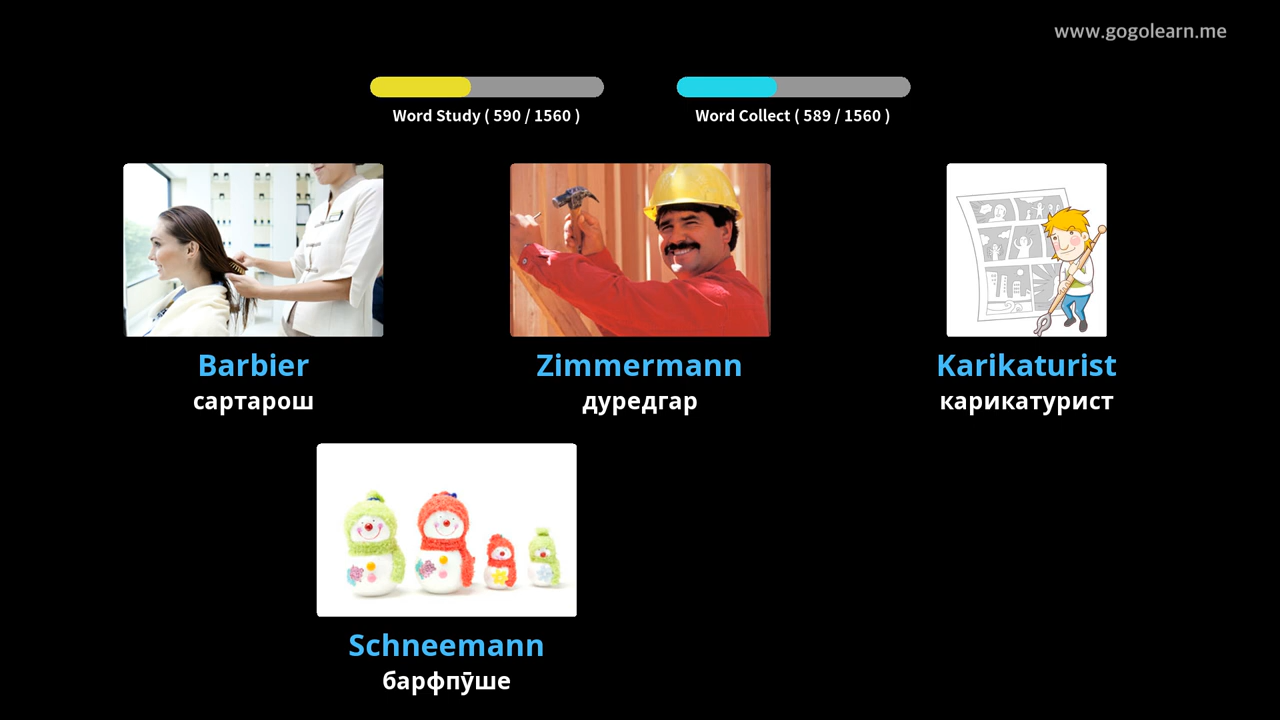 www.gogolearn.me
Word Study ( 590 / 1560 )
Word Collect ( 589 / 1560 )
Barbier
сартарош
Zimmermann
дуредгар
Karikaturist
карикатурист
Schneemann
барфпӯше